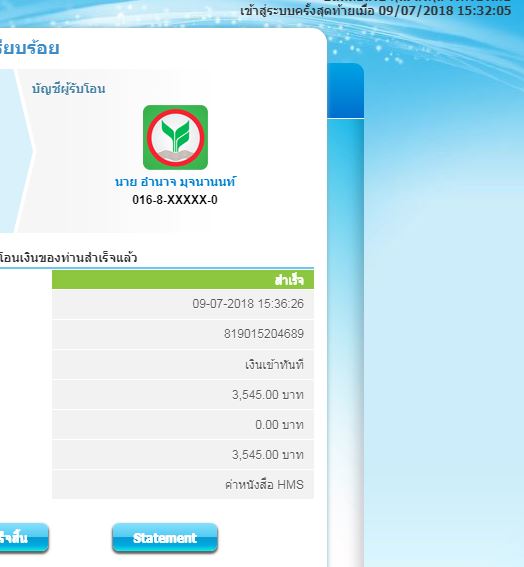 เข้าสู่ระบบครั้งสุดท้ายเมื่อ 09/07/2018 15:32:05
เรียบร้อย
บัญชีผู้รับโอน
นาย อำนาจ มุจนานนท์
016-8-XXXXX-0
โอนเงินของท่านสำเร็จแล้ว
สำเร็จ
09-07-2018 15:36:26
819015204689
เงินเข้าทันที
3,545.00 บาท
0.00 บาท
3,545.00 บาท
ค่าหนังสือ HMS
Statement